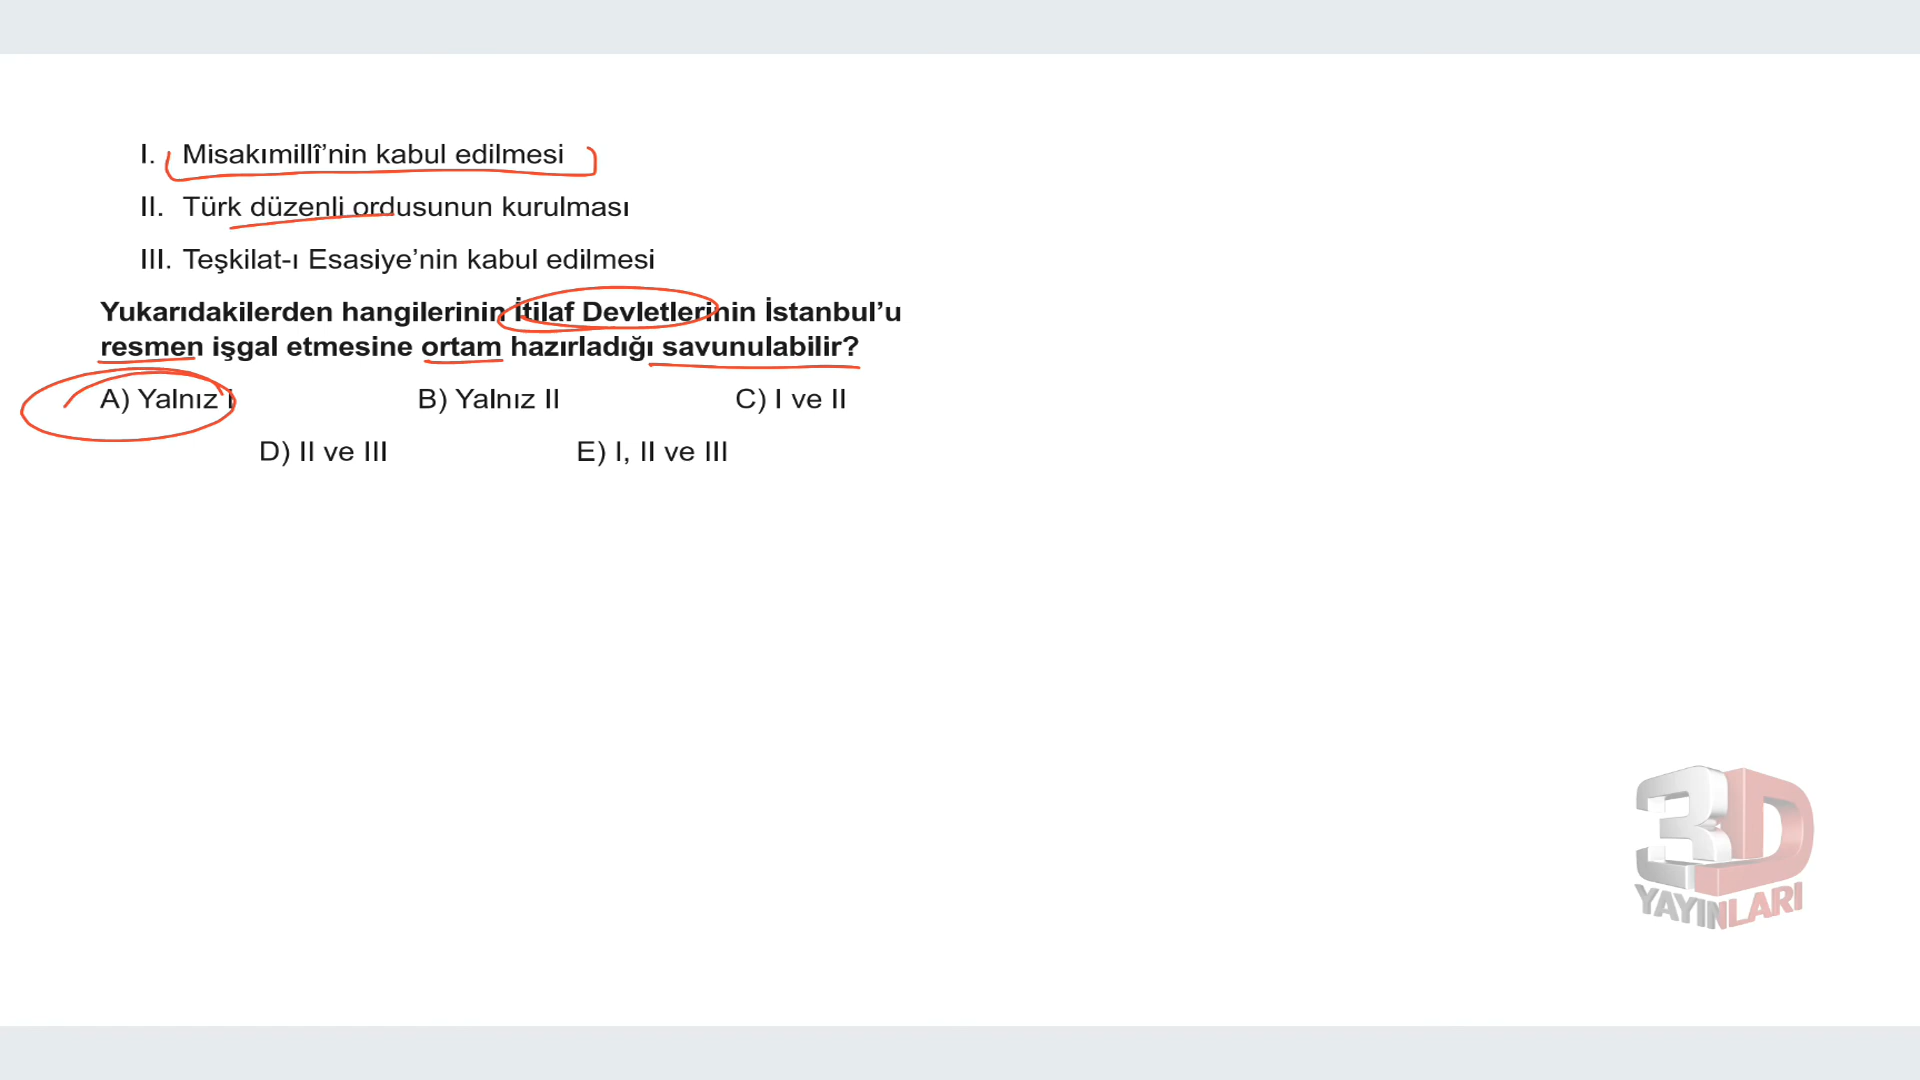 I. Misakımillî’nin kabul edilmesi
II. Türk düzenli ordusunun kurulması
III. Teşkilat-ı Esasiye’nin kabul edilmesi
Yukarıdakilerden hangilerinin İtilaf Devletlerinin İstanbul’u
resmen işgal etmesine ortam hazırladığı savunulabilir?
A) Yalnız I B) Yalnız II C) I ve II
D) II ve III E) I, II ve III
3D
YAYINLARI